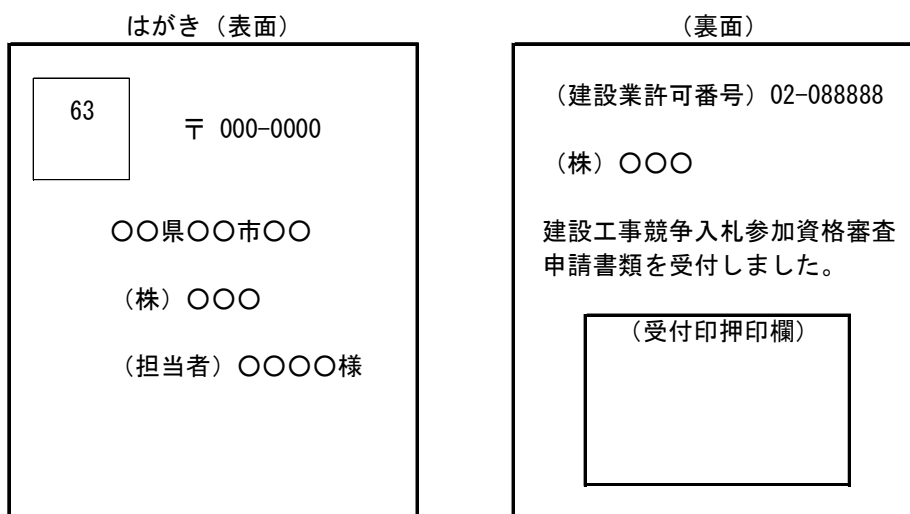 はがき（表面）
63
〒 000-0000
〇〇県〇〇市〇〇
（株）〇〇〇
（担当者）〇〇〇〇様
（裏面）
（建設業許可番号）02-088888
（株）〇〇〇
建設工事競争入札参加資格審査
申請書類を受付しました。
（受付印押印欄）